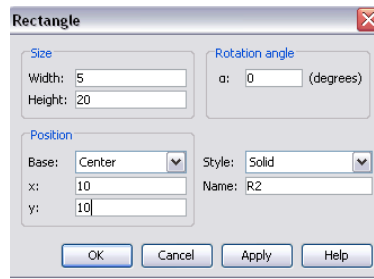 Rectangle
Size
Width: 5
Height: 20
Rotation angle
α: 0 (degrees)
Position
Base: Center
x: 10
y: 10
Style: Solid
Name: R2
OK Cancel Apply Help